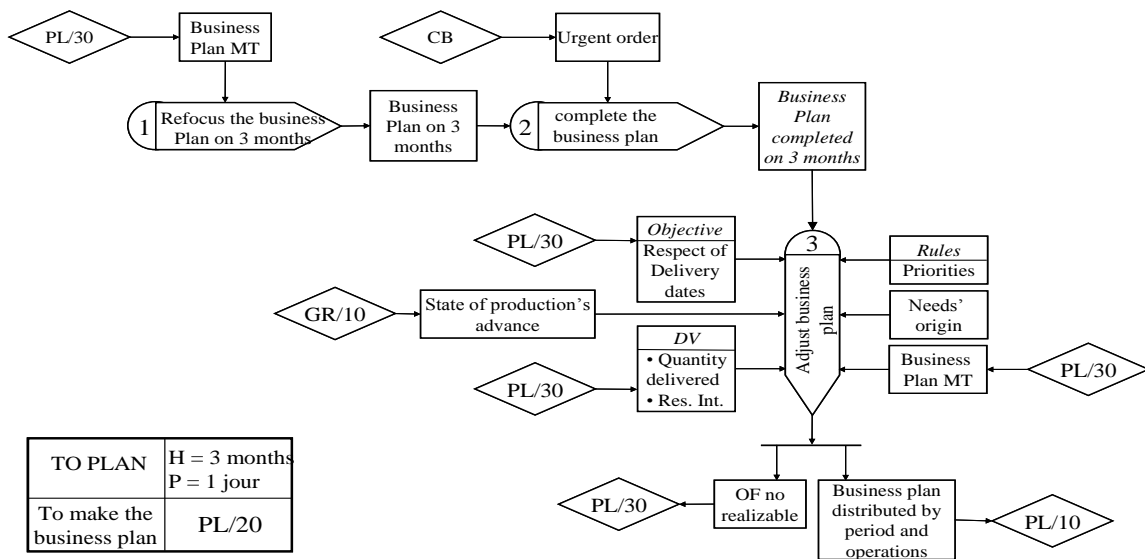 PL/30
Business
Plan MT
CB
Urgent order
1
Refocus the business
Plan on 3 months
Business
Plan on 3
months
2
complete the
business plan
Business
Plan
completed
on 3 months
PL/30
Objective
Respect of
Delivery
dates
3
Adjust business
plan
Rules
Priorities
GR/10
State of production's
advance
Needs'
origin
PL/30
DV
• Quantity
delivered
• Res. Int.
Business
Plan MT
PL/30
TO PLAN
H = 3 months
P = 1 jour
To make the
business plan
PL/20
PL/30
OF no
realizable
Business plan
distributed by
period and
operations
PL/10